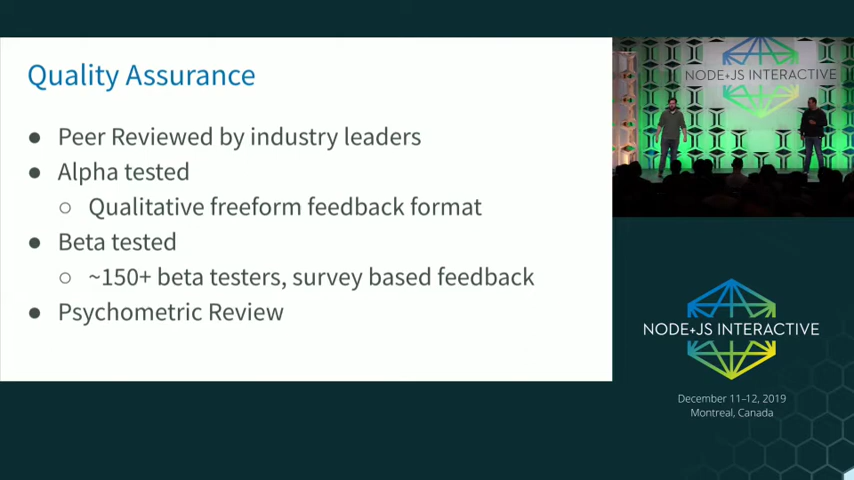 Quality Assurance
● Peer Reviewed by industry leaders
● Alpha tested
○ Qualitative freeform feedback format
● Beta tested
○ ~150+ beta testers, survey based feedback
● Psychometric Review
NODE+JS INTERACTIVE
NODE+JS INTERACTIVE
December 11–12, 2019
Montreal, Canada